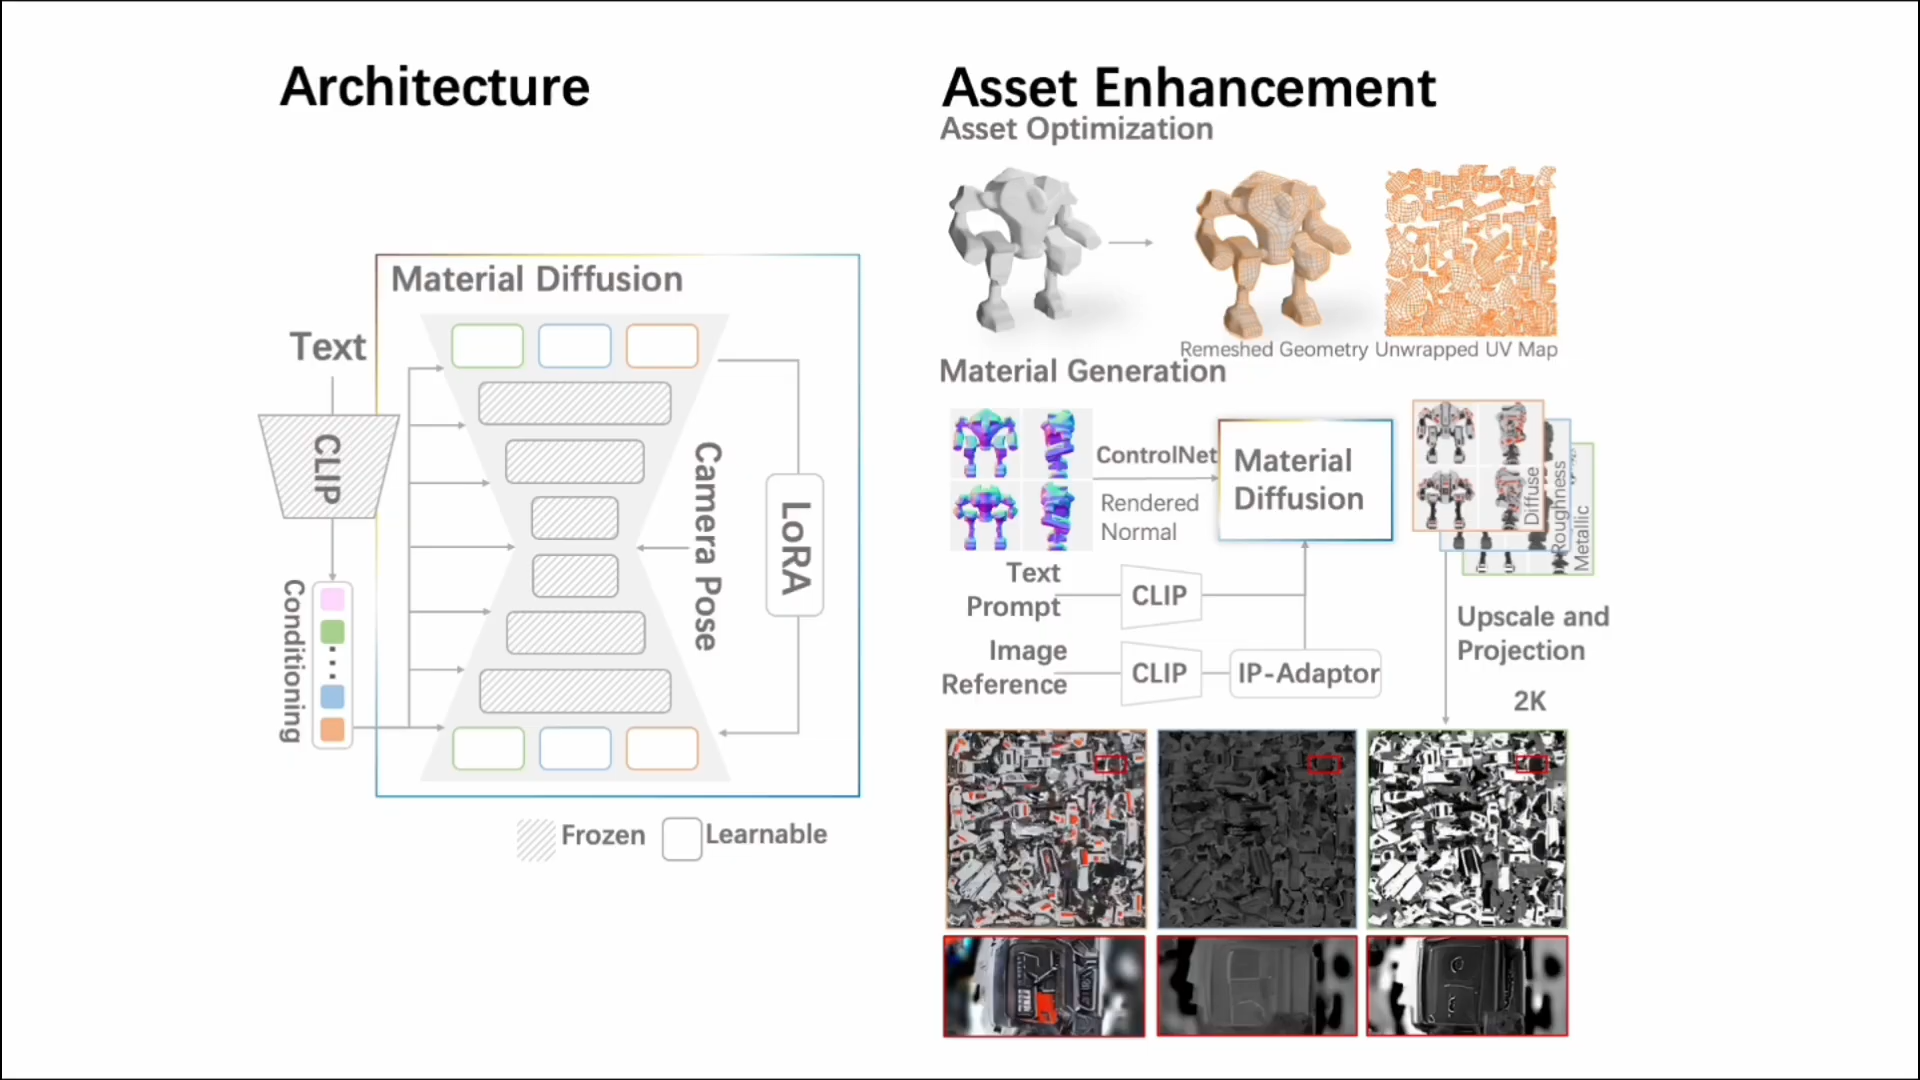 Architecture
Material Diffusion
Text
CLIP
Conditioning
Camera Pose
LoRA
Frozen
Learnable
Asset Enhancement
Asset Optimization
Remeshed Geometry
Unwrapped UV Map
Material Generation
ControlNet
Rendered
Normal
Material
Diffusion
Diffuse
Roughness
Metallic
Text
Prompt
CLIP
Image
Reference
CLIP
IP-Adaptor
Upscale and
Projection
2K